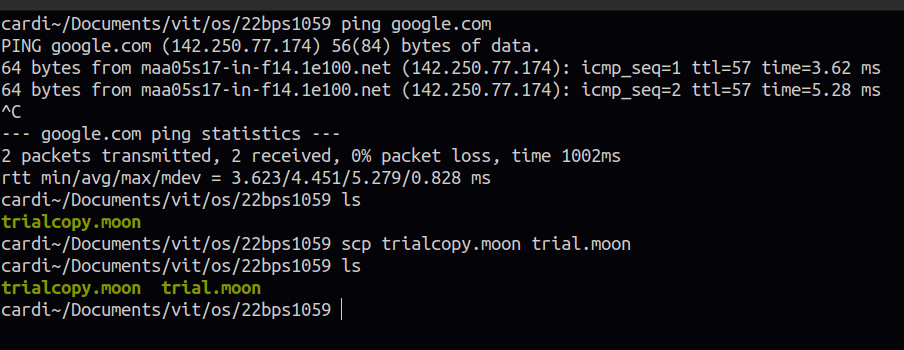 cardi~/Documents/vit/os/22bps1059 ping google.com
PING google.com (142.250.77.174) 56(84) bytes of data.
64 bytes from maa05s17-in-f14.1e100.net (142.250.77.174): icmp_seq=1 ttl=57 time=3.62 ms
64 bytes from maa05s17-in-f14.1e100.net (142.250.77.174): icmp_seq=2 ttl=57 time=5.28 ms
^C
--- google.com ping statistics ---
2 packets transmitted, 2 received, 0% packet loss, time 1002ms
rtt min/avg/max/mdev = 3.623/4.451/5.279/0.828 ms
cardi~/Documents/vit/os/22bps1059 ls
trialcopy.moon
cardi~/Documents/vit/os/22bps1059 scp trialcopy.moon trial.moon
cardi~/Documents/vit/os/22bps1059 ls
trialcopy.moon  trial.moon
cardi~/Documents/vit/os/22bps1059